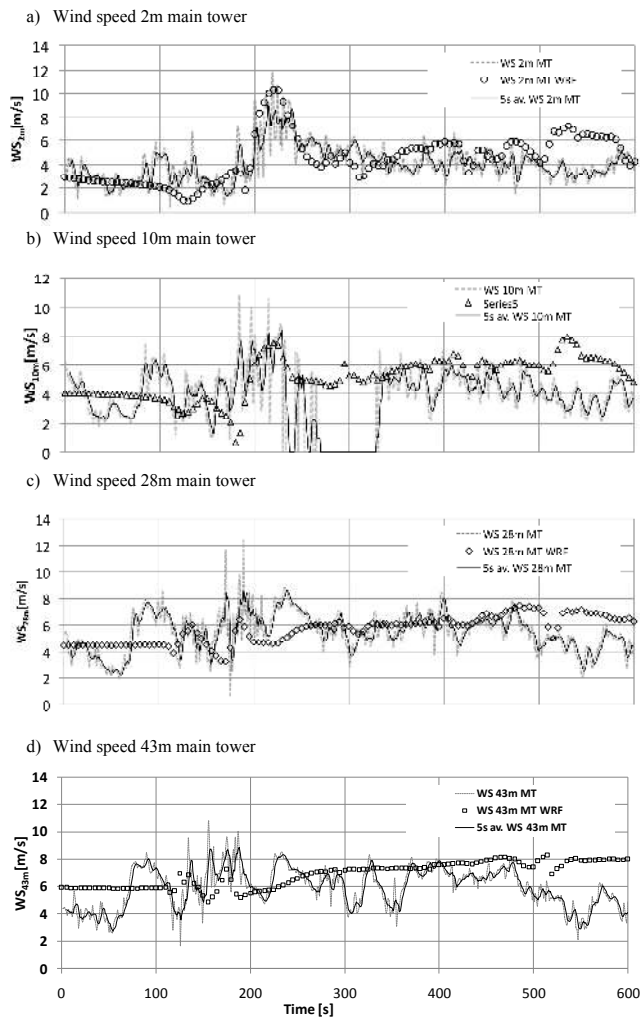 a) Wind speed 2m main tower
14
12
10
8
6
4
2
0
WS2m[m/s]
WS 2m MT
WS 2m MT WRF
5s av. WS 2m MT
b) Wind speed 10m main tower
12
10
8
6
4
2
0
WS10m[m/s]
WS 10m MT
Series5
5s av. WS 10m MT
c) Wind speed 28m main tower
14
12
10
8
6
4
2
0
WS28m[m/s]
WS 28m MT
WS 28m MT WRF
5s av. WS 28m MT
d) Wind speed 43m main tower
14
12
10
8
6
4
2
0
WS43m[m/s]
WS 43m MT
WS 43m MT WRF
5s av. WS 43m MT
0 100 200 300 400 500 600
Time [s]